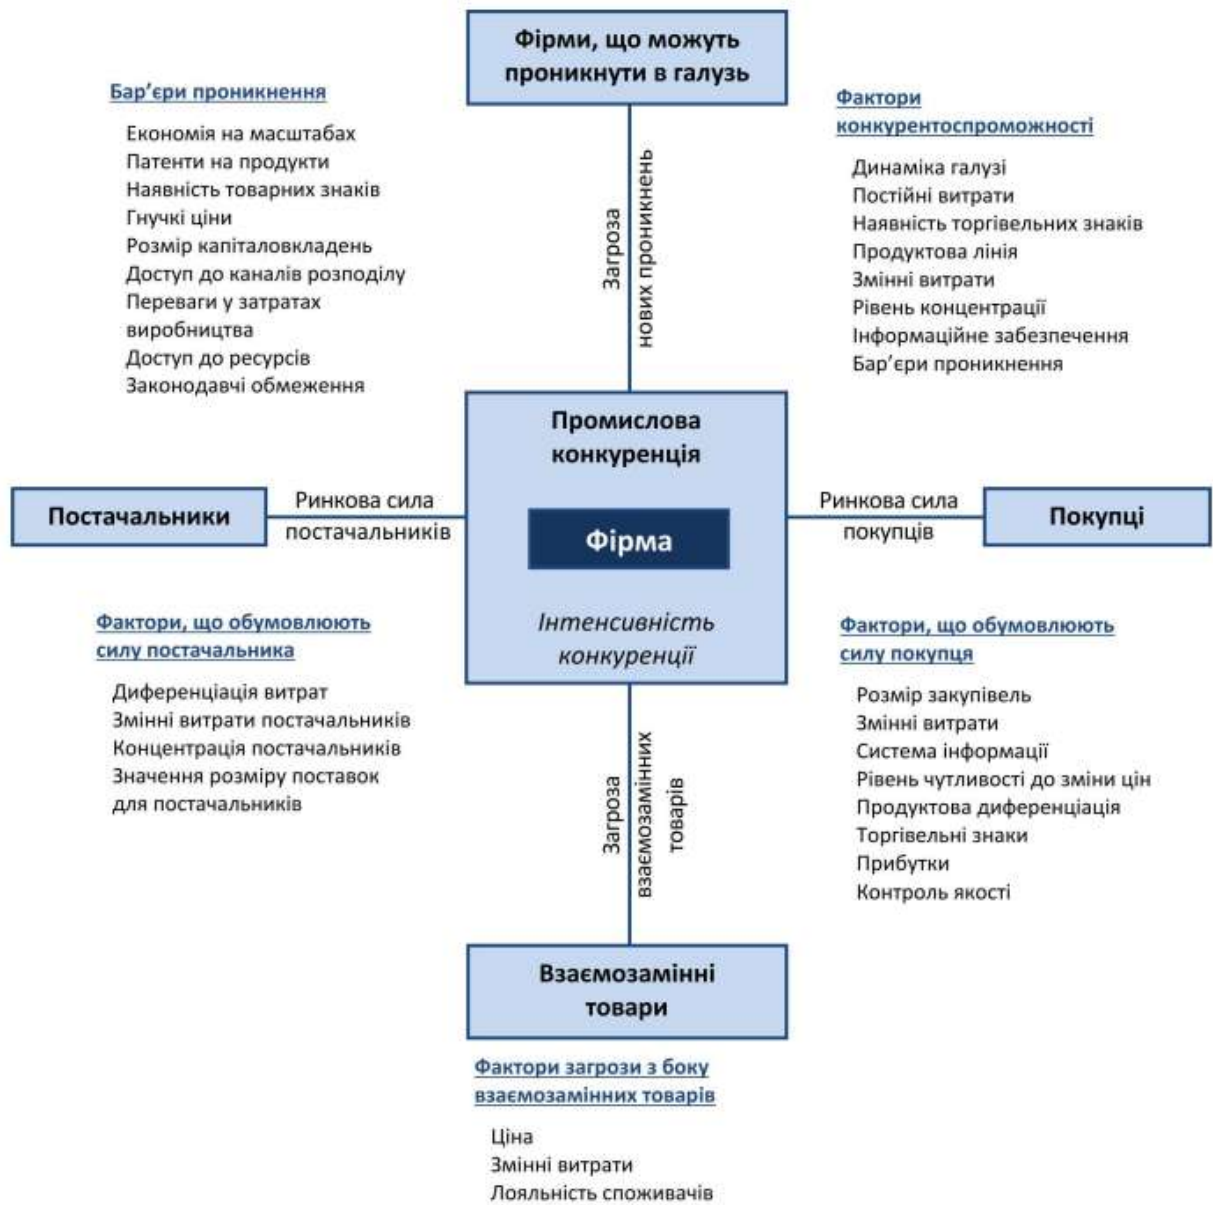 Фірми, що можуть
проникнути в галузь
Бар’єри проникнення
Економія на масштабах
Патенти на продукти
Наявність товарних знаків
Гнучкі ціни
Розмір капіталовкладень
Доступ до каналів розподілу
Переваги у затратах
виробництва
Доступ до ресурсів
Законодавчі обмеження
Загроза
нових проникнень
Фактори
конкурентоспроможності
Динаміка галузі
Постійні витрати
Наявність торгівельних знаків
Продуктова лінія
Змінні витрати
Рівень концентрації
Інформаційне забезпечення
Бар’єри проникнення
Промислова
конкуренція
Фірма
Інтенсивність
конкуренції
Постачальники
Ринкова сила
постачальників
Ринкова сила
покупців
Покупці
Фактори, що обумовлюють
силу постачальника
Диференціація витрат
Змінні витрати постачальників
Концентрація постачальників
Значення розміру поставок
для постачальників
Загроза
взаємозамінних
товарів
Фактори, що обумовлюють
силу покупця
Розмір закупівель
Змінні витрати
Система інформації
Рівень чутливості до зміни цін
Продуктова диференціація
Торгівельні знаки
Прибутки
Контроль якості
Взаємозамінні
товари
Фактори загрози з боку
взаємозамінних товарів
Ціна
Змінні витрати
Лояльність споживачів